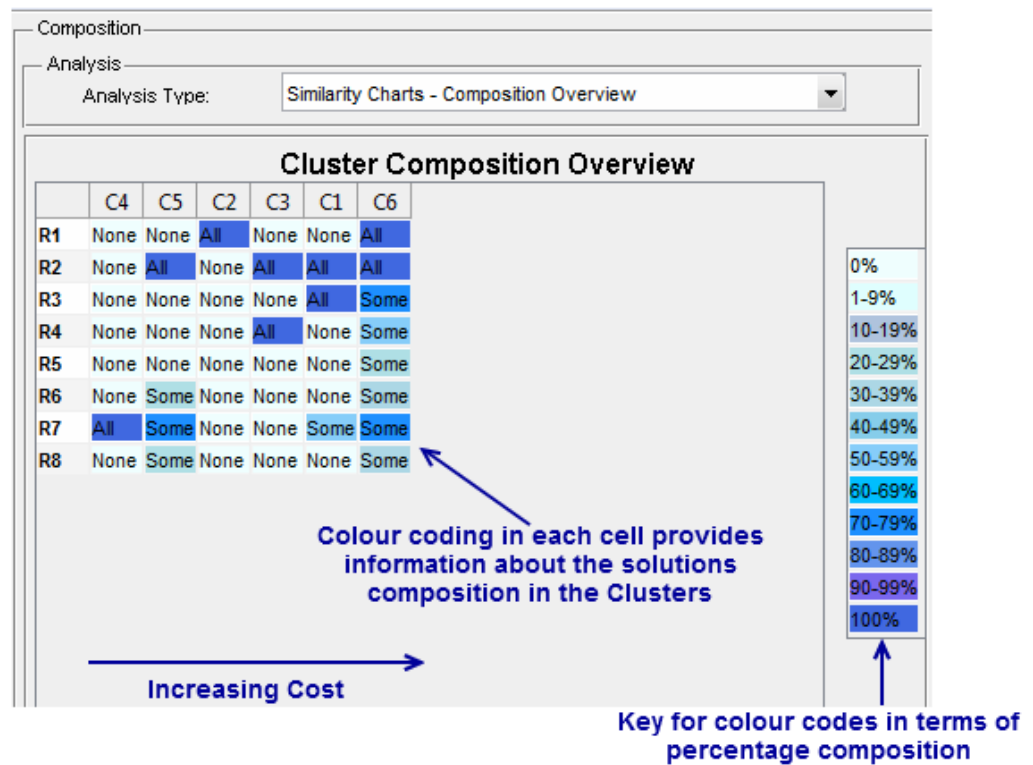 Composition
Analysis
Analysis Type: Similarity Charts - Composition Overview
Cluster Composition Overview
C4 C5 C2 C3 C1 C6
R1 None None All None None All
R2 None All None All All All
R3 None None None None All Some
R4 None None None All None Some
R5 None None None None None Some
R6 None Some None None None Some
R7 All Some None None Some Some
R8 None Some None None None Some
0%
1-9%
10-19%
20-29%
30-39%
40-49%
50-59%
60-69%
70-79%
80-89%
90-99%
100%
Colour coding in each cell provides
information about the solutions
composition in the Clusters
Increasing Cost
Key for colour codes in terms of
percentage composition